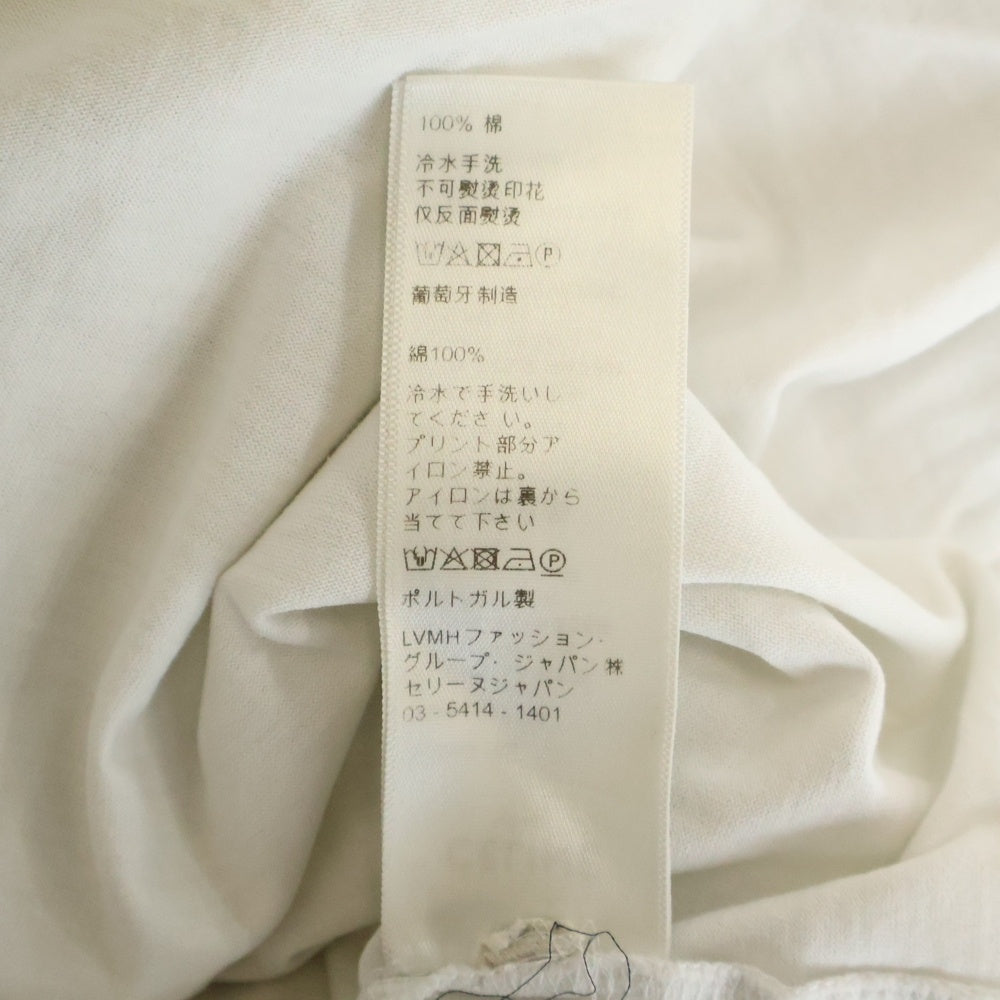 100% 棉
冷水手洗
不可熨烫印花
仅反面熨烫
P
葡萄牙制造
綿100%
冷水で手洗いし
てください。
プリント部分ア
イロン禁止。
アイロンは裏から
当てて下さい
P
ポルトガル製
LVMHファッション・
グループ・ジャパン株
セリーヌジャパン
03-5414-1401